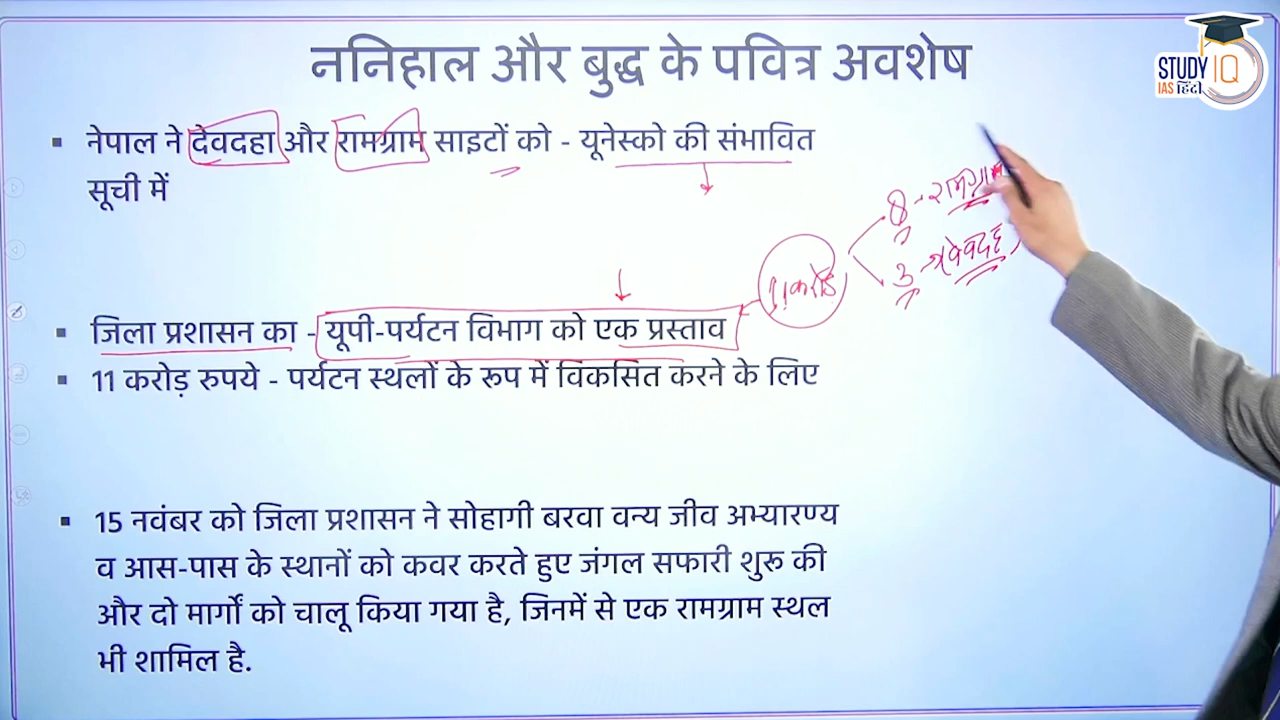 ननिहाल और बुद्ध के पवित्र अवशेष
STUDY IQ
IAS हिंदी
▪ नेपाल ने देवदहा और रामग्राम साइटों को - यूनेस्को की संभावित
सूची में
8 - रामग्राम
11 करोड़
3 -
▪ जिला प्रशासन का - यूपी-पर्यटन विभाग को एक प्रस्ताव
▪ 11 करोड़ रुपये - पर्यटन स्थलों के रूप में विकसित करने के लिए
▪ 15 नवंबर को जिला प्रशासन ने सोहागी बरवा वन्य जीव अभ्यारण्य
व आस-पास के स्थानों को कवर करते हुए जंगल सफारी शुरू की
और दो मार्गों को चालू किया गया है, जिनमें से एक रामग्राम स्थल
भी शामिल है.